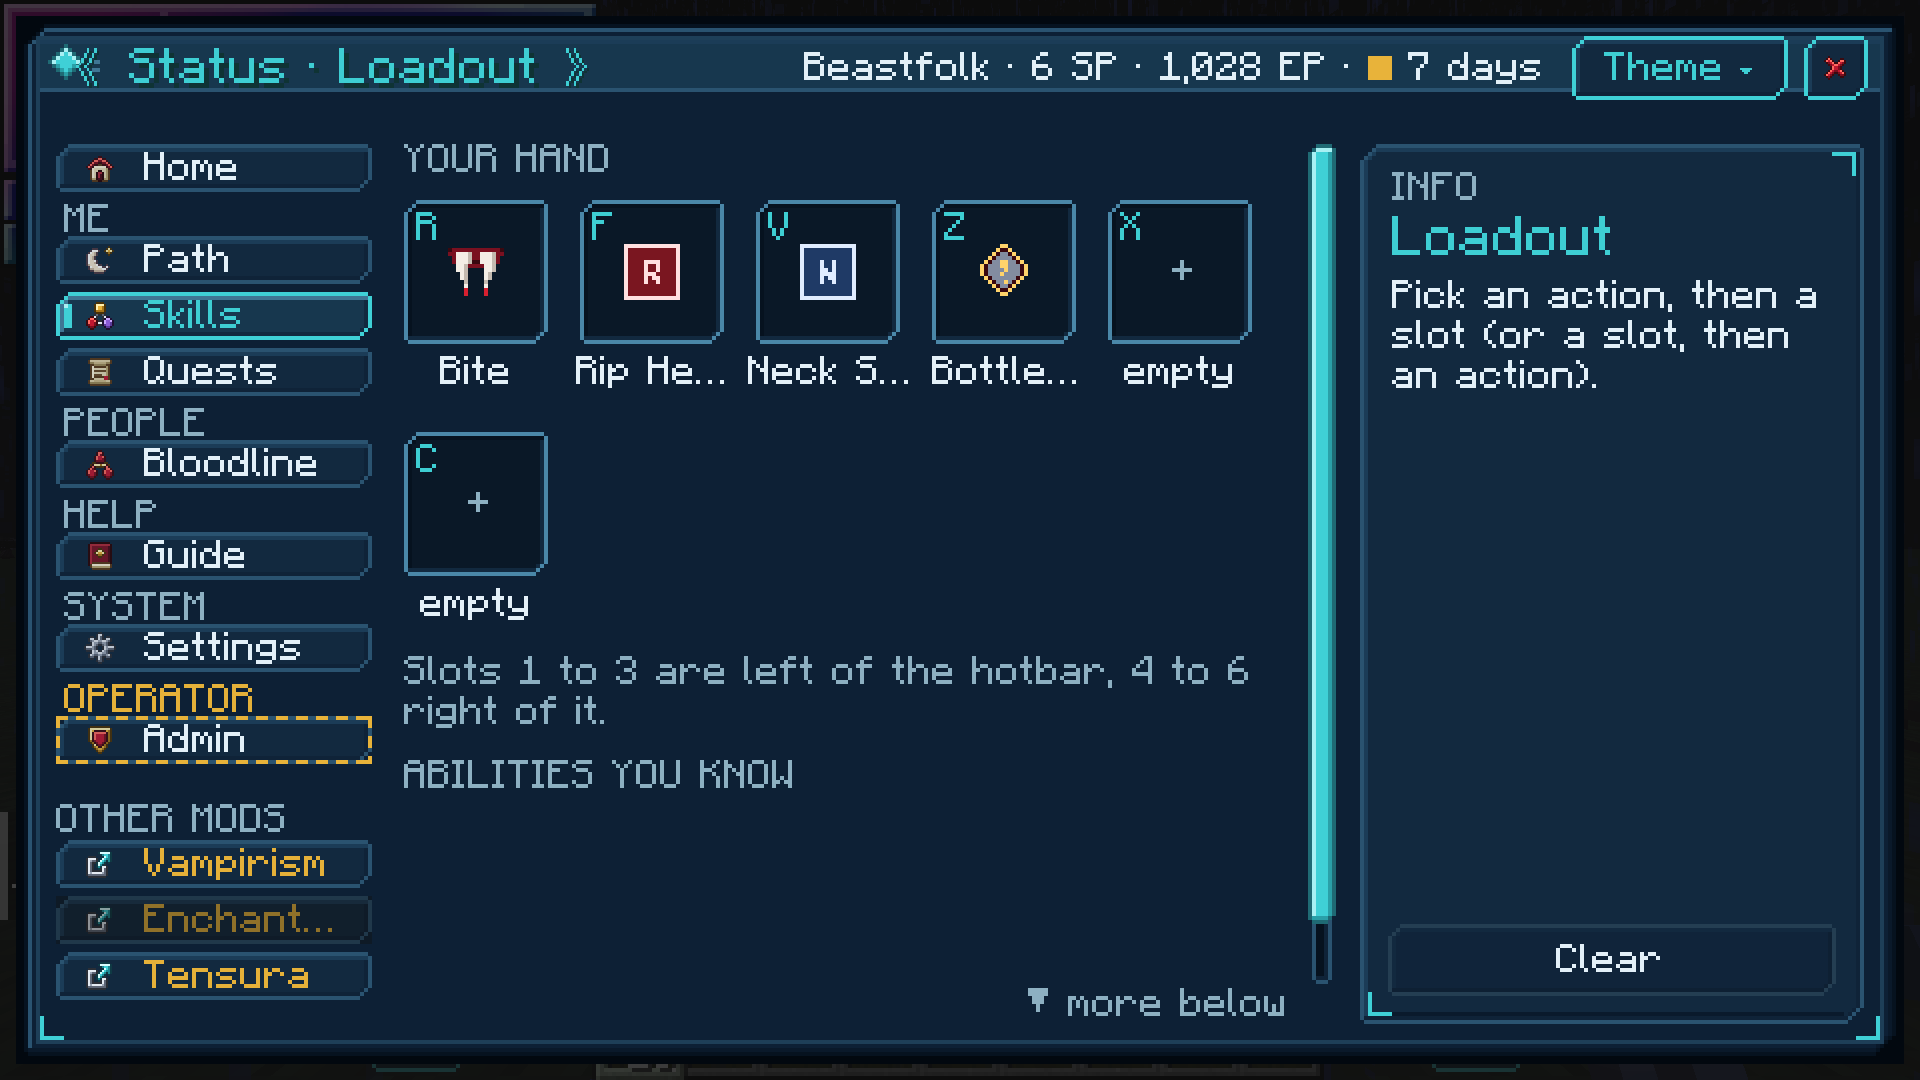 Status · Loadout
Beastfolk · 6 SP · 1,028 EP · 7 days
Theme
Home
ME
Path
Skills
Quests
PEOPLE
Bloodline
HELP
Guide
SYSTEM
Settings
OPERATOR
Admin
OTHER MODS
Vampirism
Enchant...
Tensura
YOUR HAND
R
F
V
Z
X
R
N
Bite
Rip He...
Neck S...
Bottle...
empty
C
empty
Slots 1 to 3 are left of the hotbar, 4 to 6
right of it.
ABILITIES YOU KNOW
more below
INFO
Loadout
Pick an action, then a
slot (or a slot, then
an action).
Clear